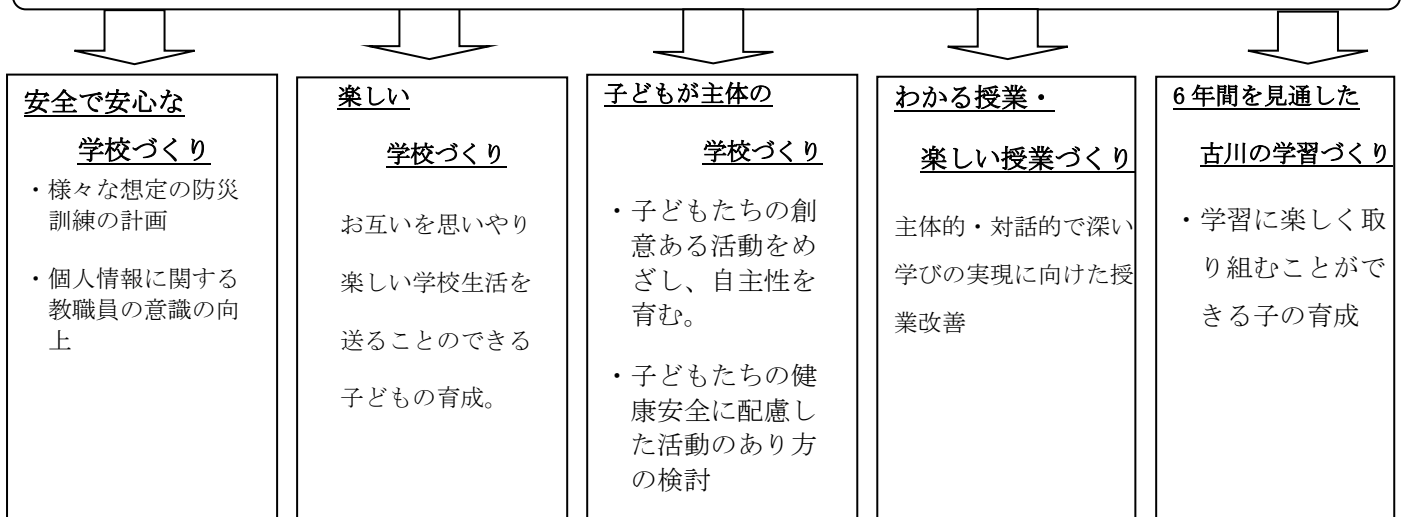 安全で安心な
学校づくり
・様々な想定の防災
訓練の計画
・個人情報に関する
教職員の意識の向
上
楽しい
学校づくり
お互いを思いやり
楽しい学校生活を
送ることのできる
子どもの育成。
子どもが主体の
学校づくり
・子どもたちの創
意ある活動をめ
ざし、自主性を
育む。
・子どもたちの健
康安全に配慮し
た活動のあり方
の検討
わかる授業・
楽しい授業づくり
主体的・対話的で深い
学びの実現に向けた授
業改善
6年間を見通した
古川の学習づくり
・学習に楽しく取
り組むことがで
きる子の育成